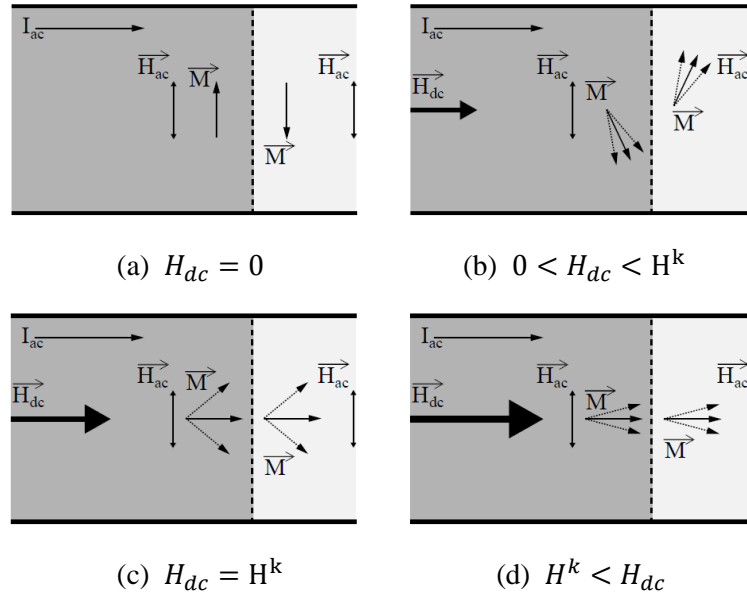 I_ac
H_ac
M
H_ac
M
(a) H_dc = 0
I_ac
H_dc
H_ac
M
H_ac
M
(b) 0 < H_dc < H^k
I_ac
H_dc
H_ac
M
H_ac
M
(c) H_dc = H^k
I_ac
H_dc
H_ac
M
H_ac
M
(d) H^k < H_dc